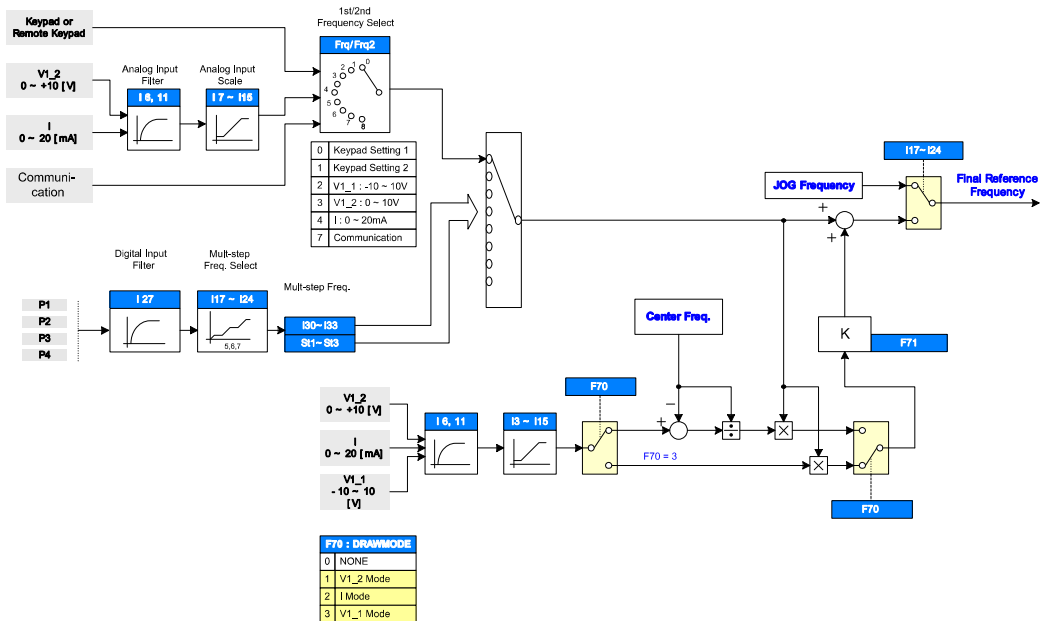 Keypad or
Remote Keypad
V1_2
0 ~ +10 [V]
I
0 ~ 20 [mA]
Communi-
cation
Analog Input
Filter
I 6, 11
Analog Input
Scale
I 7 ~ I15
1st/2nd
Frequency Select
Frq/Frq2
0
1
2
3
4
5
6
7
8
0 Keypad Setting 1
1 Keypad Setting 2
2 V1_1 : -10 ~ 10V
3 V1_2 : 0 ~ 10V
4 I : 0 ~ 20mA
7 Communication
I17~ I24
JOG Frequency
Final Reference
Frequency
+
+
Digital Input
Filter
I 27
Mult-step
Freq. Select
I17 ~ I24
5,6,7
Mult-step Freq.
I30~ I33
St1~ St3
P1
P2
P3
P4
Center Freq.
K
F71
V1_2
0 ~ +10 [V]
I
0 ~ 20 [mA]
V1_1
- 10 ~ 10
[V]
I 6, 11
I3 ~ I15
F70
−
+
÷
×
×
F70 = 3
F70
F70 : DRAWMODE
0 NONE
1 V1_2 Mode
2 I Mode
3 V1_1 Mode